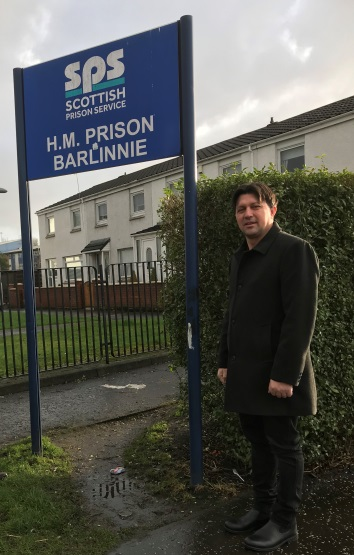 sps
SCOTTISH
PRISON SERVICE
H.M. PRISON
BARLINNIE